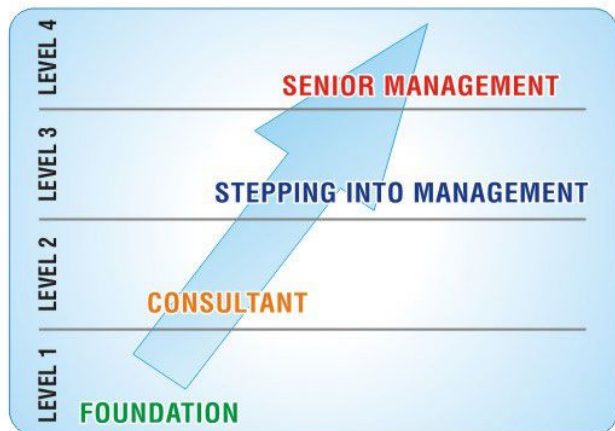 LEVEL 4
SENIOR MANAGEMENT
LEVEL 3
STEPPING INTO MANAGEMENT
LEVEL 2
CONSULTANT
LEVEL 1
FOUNDATION